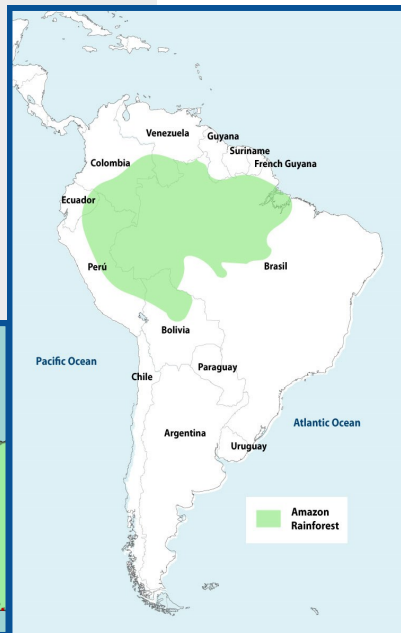 Venezuela
Guyana
Suriname
French Guyana
Colombia
Ecuador
Perú
Brasil
Bolivia
Pacific Ocean
Paraguay
Chile
Atlantic Ocean
Argentina
Uruguay
Amazon
Rainforest